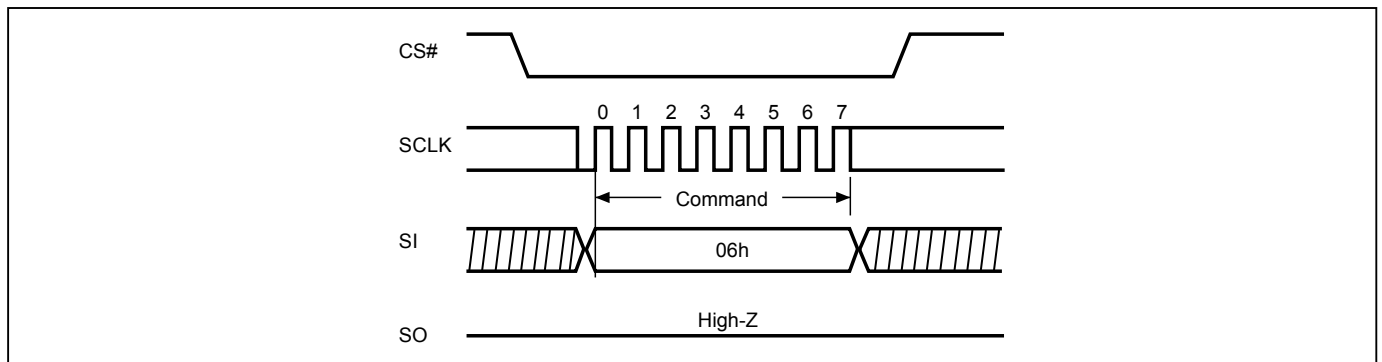 CS#
0 1 2 3 4 5 6 7
SCLK
Command
SI
06h
High-Z
SO